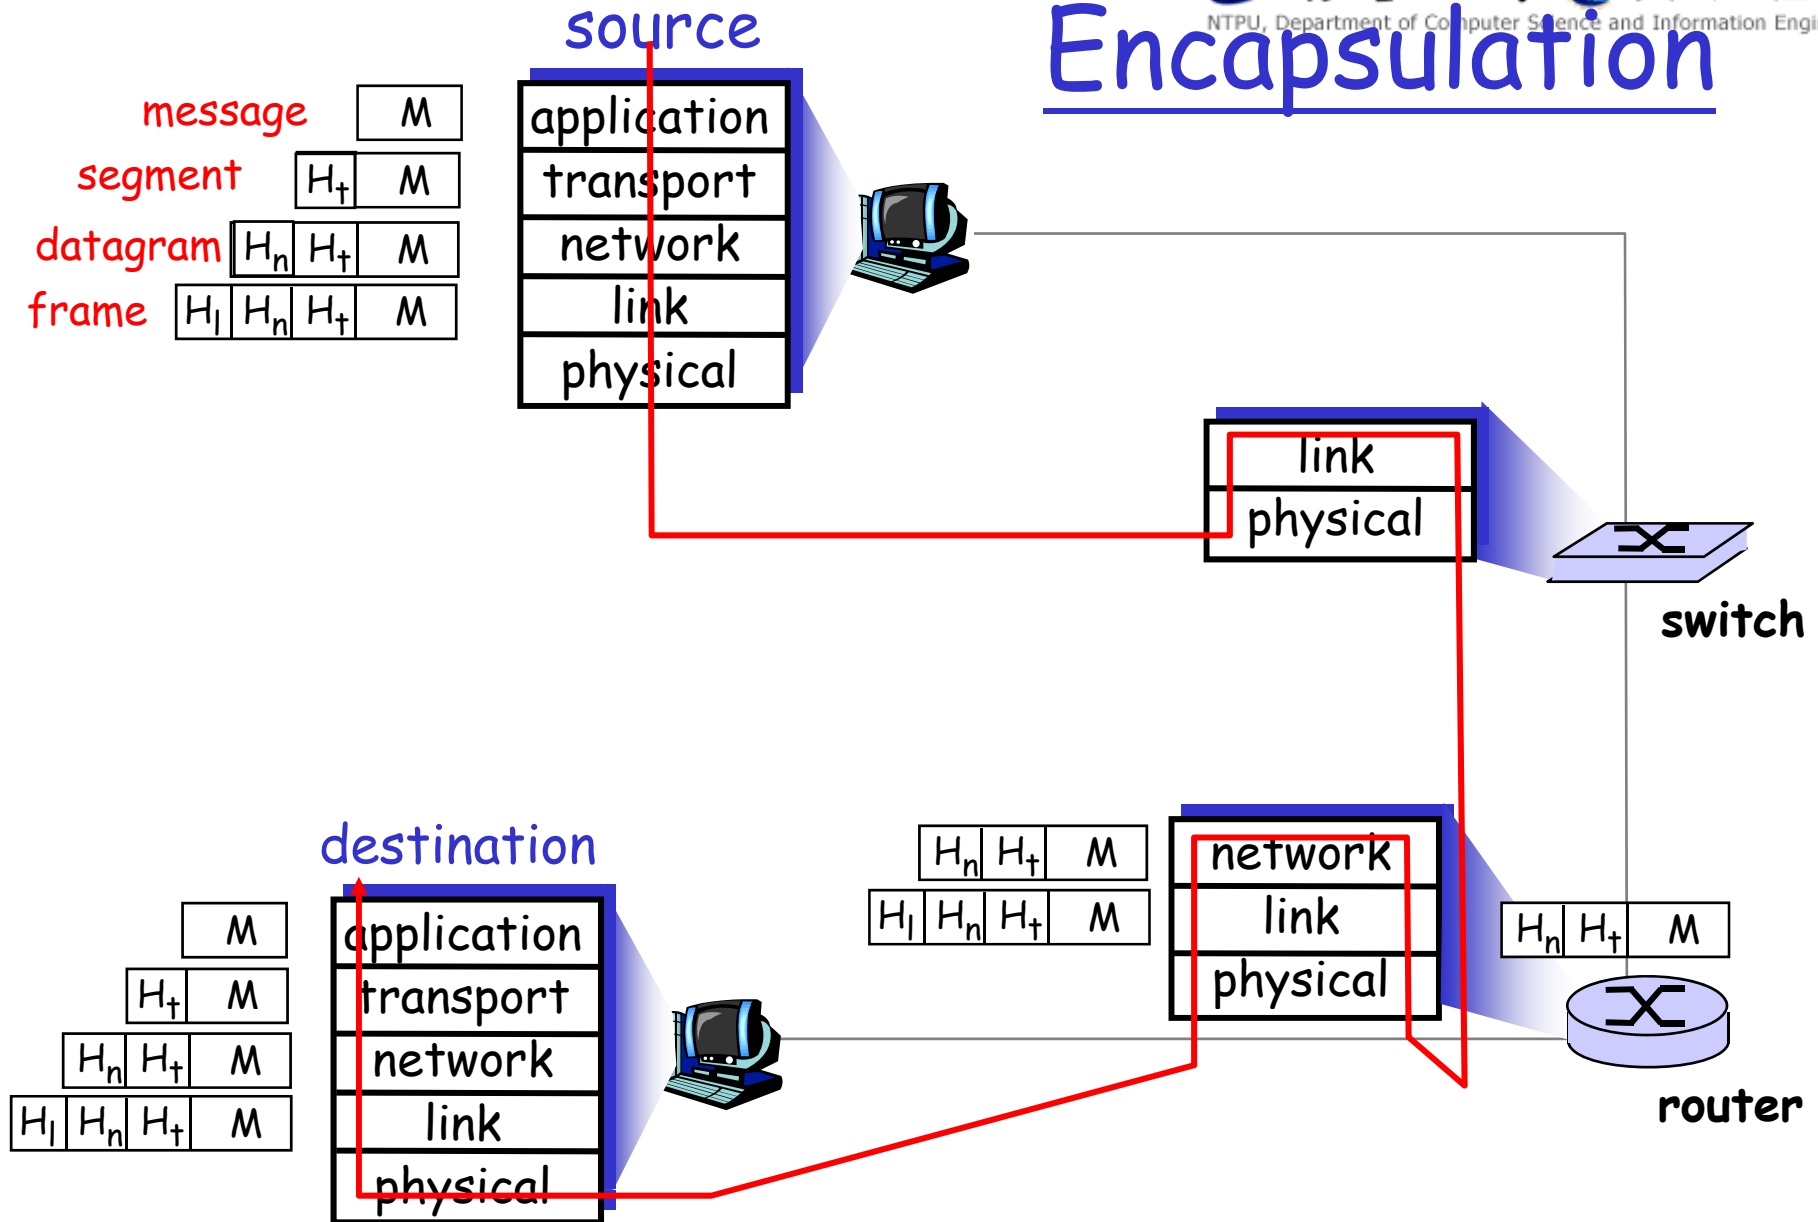 NTPU, Department of Computer Science and Information Engi
Encapsulation
source
message M
segment Ht M
datagram Hn Ht M
frame Hl Hn Ht M
application
transport
network
link
physical
link
physical
switch
destination
M
Ht M
Hn Ht M
Hl Hn Ht M
application
transport
network
link
physical
Hn Ht M
Hl Hn Ht M
network
link
physical
Hn Ht M
router